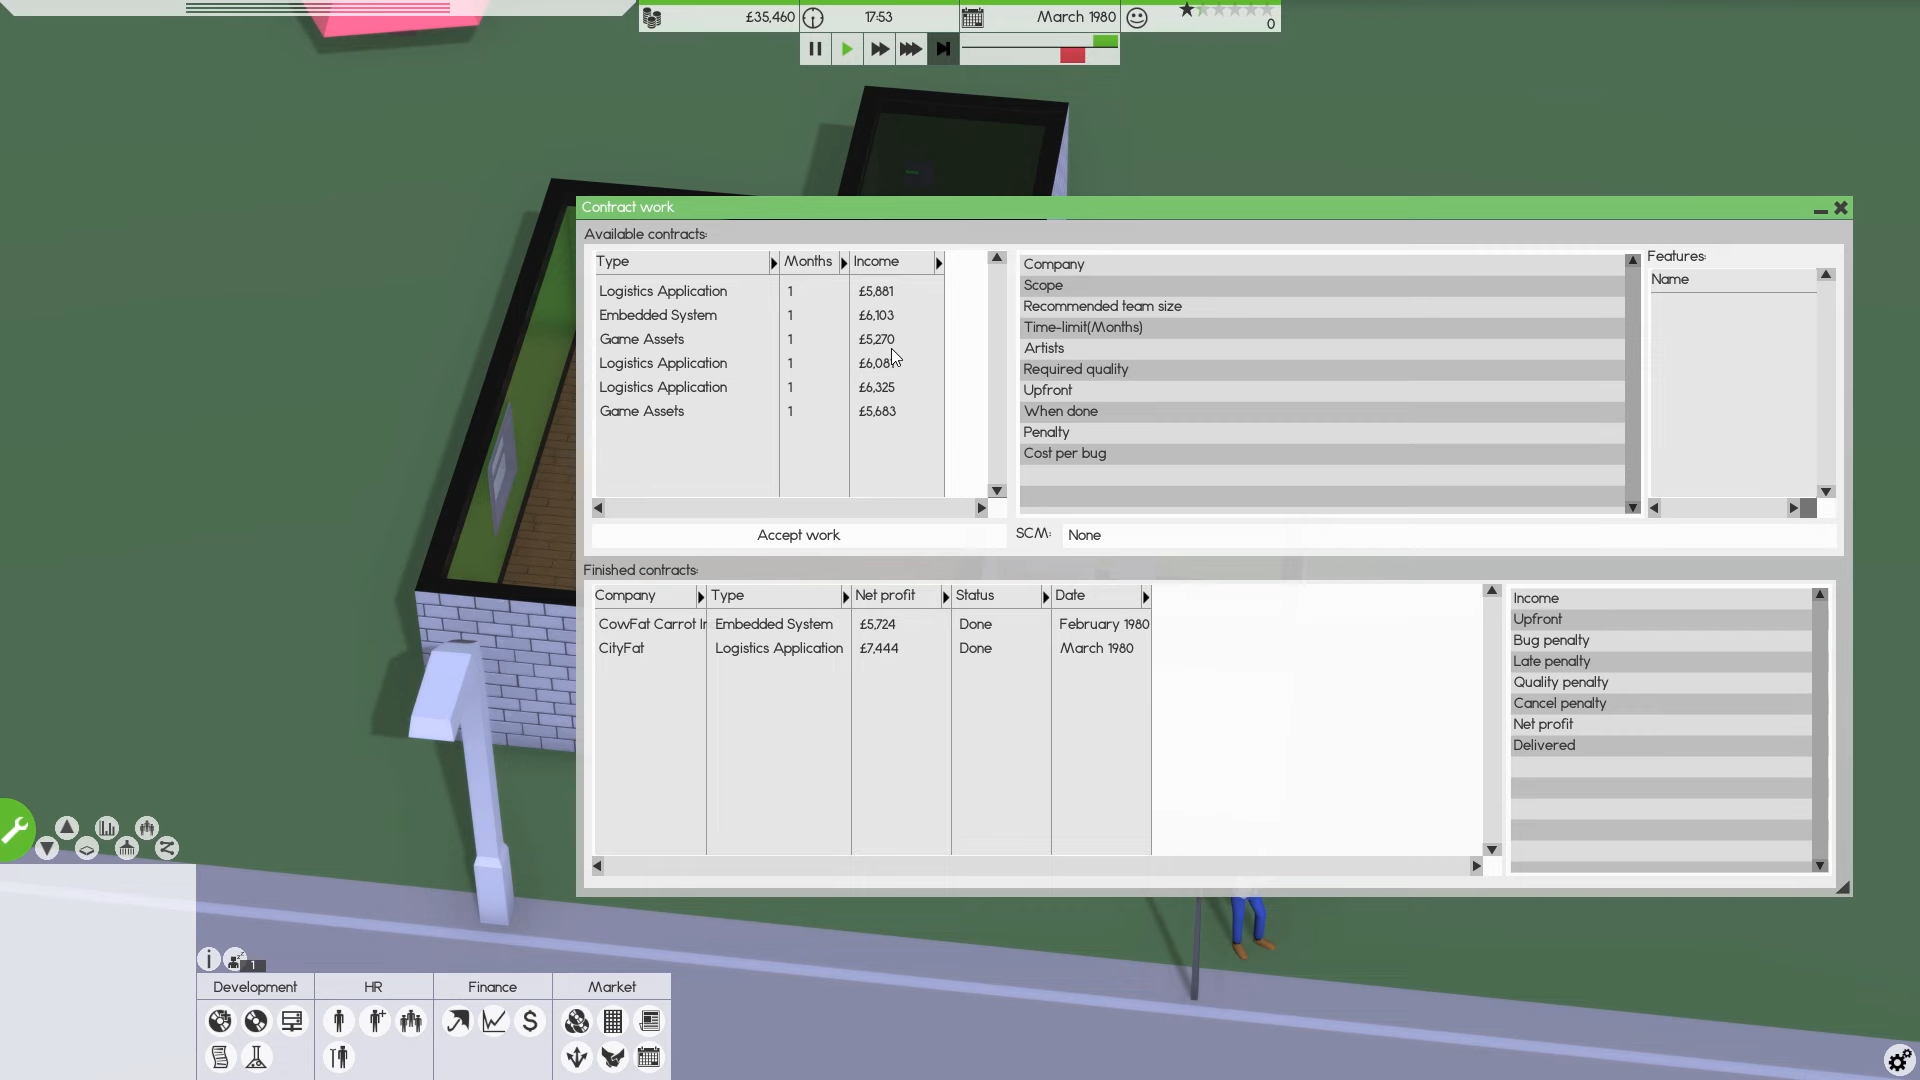 £35,460 17:53 March 1980 0
Contract work
Available contracts:
Type Months Income
Logistics Application 1 £5,881
Embedded System 1 £6,103
Game Assets 1 £5,270
Logistics Application 1
Logistics Application 1 £6,325
Game Assets 1 £5,683
Accept work
Company
Scope
Recommended team size
Time-limit(Months)
Artists
Required quality
Upfront
When done
Penalty
Cost per bug
SCM: None
Features:
Name
Finished contracts:
Company Type Net profit Status Date
CowFat Carrot Ir Embedded System £5,724 Done February 1980
CityFat Logistics Application £7,444 Done March 1980
Income
Upfront
Bug penalty
Late penalty
Quality penalty
Cancel penalty
Net profit
Delivered
1
Development HR Finance Market